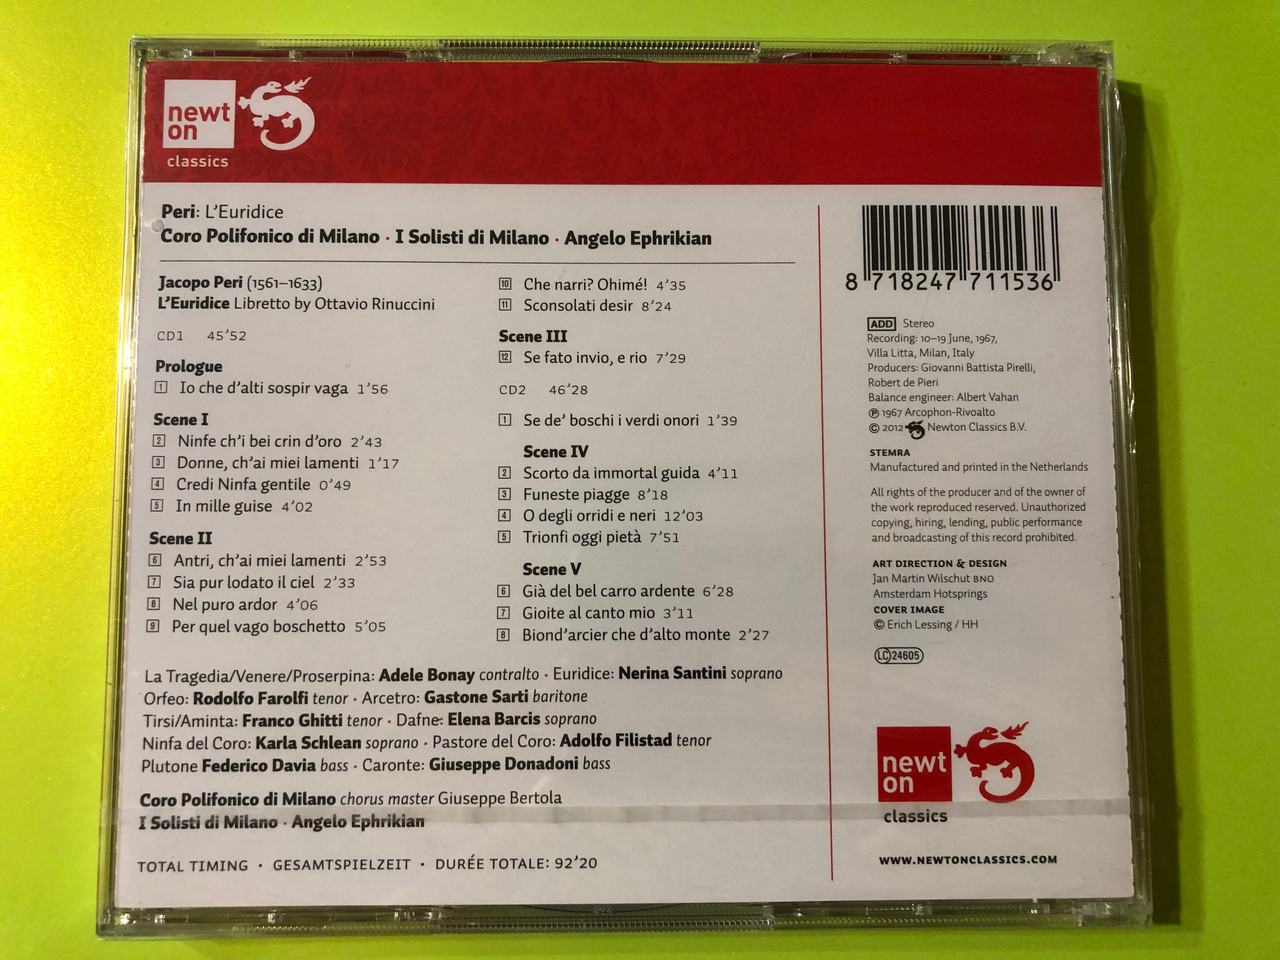 newt
on
classics
Peri: L'Euridice
Coro Polifonico di Milano · I Solisti di Milano · Angelo Ephrikian
Jacopo Peri (1561–1633)
L'Euridice Libretto by Ottavio Rinuccini
CD1 45'52
Prologue
1 Io che d'alti sospir vaga 1'56
Scene I
2 Ninfe ch'i bei crin d'oro 2'43
3 Donne, ch'ai miei lamenti 1'17
4 Credi Ninfa gentile 0'49
5 In mille guise 4'02
Scene II
6 Antri, ch'ai miei lamenti 2'53
7 Sia pur lodato il ciel 2'33
8 Nel puro ardor 4'06
9 Per quel vago boschetto 5'05
10 Che narri? Ohimé! 4'35
11 Sconsolati desir 8'24
Scene III
12 Se fato invio, e rio 7'29
CD2 46'28
1 Se de' boschi i verdi onori 1'39
Scene IV
2 Scorto da immortal guida 4'11
3 Funeste piagge 8'18
4 O degli orridi e neri 12'03
5 Trionfi oggi pietà 7'51
Scene V
6 Già del bel carro ardente 6'28
7 Gioite al canto mio 3'11
8 Biond'arcier che d'alto monte 2'27
La Tragedia/Venere/Proserpina: Adele Bonay contralto · Euridice: Nerina Santini soprano
Orfeo: Rodolfo Farolfi tenor · Arcetro: Gastone Sarti baritone
Tirsi/Aminta: Franco Ghitti tenor · Dafne: Elena Barcis soprano
Ninfa del Coro: Karla Schlean soprano · Pastore del Coro: Adolfo Filistad tenor
Plutone Federico Davia bass · Caronte: Giuseppe Donadoni bass
Coro Polifonico di Milano chorus master Giuseppe Bertola
I Solisti di Milano · Angelo Ephrikian
TOTAL TIMING · GESAMTSPIELZEIT · DURÉE TOTALE: 92'20
8 718247 711536
ADD Stereo
Recording: 10–19 June, 1967,
Villa Litta, Milan, Italy
Producers: Giovanni Battista Pirelli,
Robert de Pieri
Balance engineer: Albert Vahan
℗ 1967 Arcophon-Rivoalto
© 2012 Newton Classics B.V.
STEMRA
Manufactured and printed in the Netherlands
All rights of the producer and of the owner of
the work reproduced reserved. Unauthorized
copying, hiring, lending, public performance
and broadcasting of this record prohibited.
ART DIRECTION & DESIGN
Jan Martin Wilschut BNO
Amsterdam Hotsprings
COVER IMAGE
© Erich Lessing / HH
LC 24605
newt
on
classics
WWW.NEWTONCLASSICS.COM